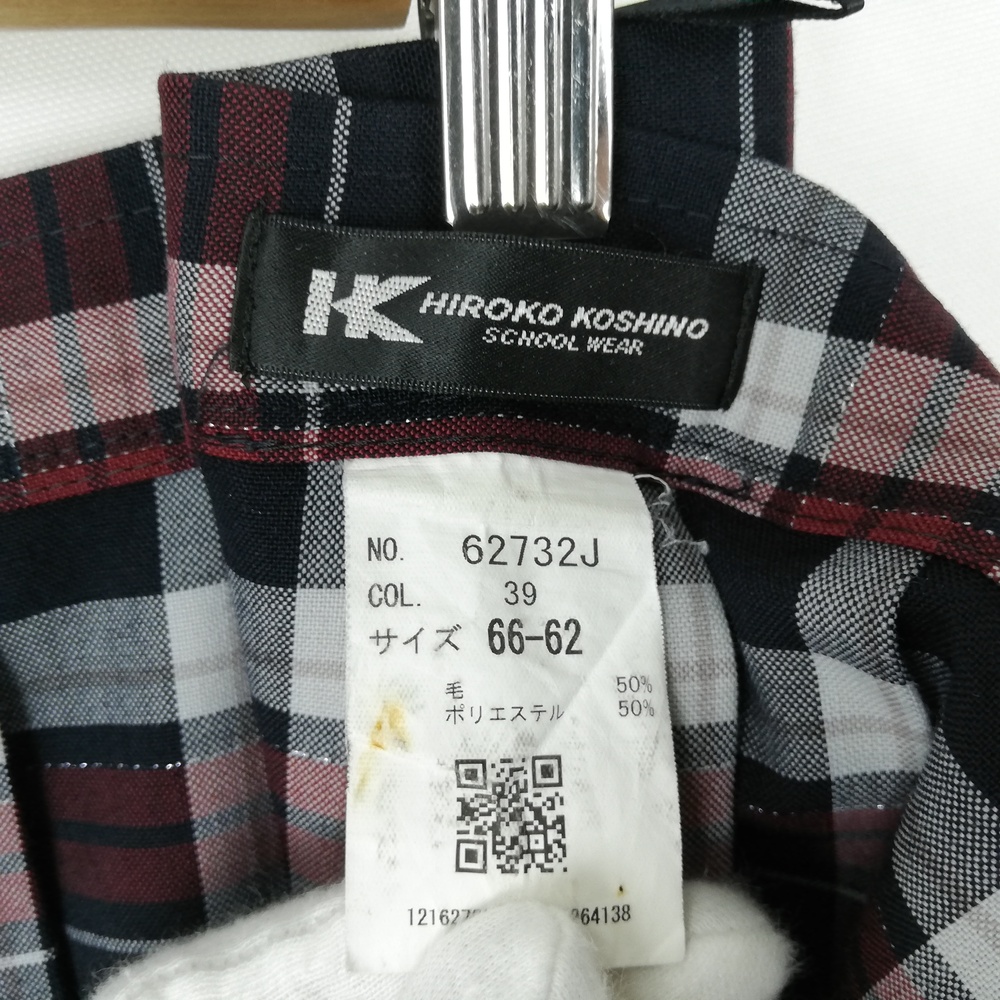 HK HIROKO KOSHINO
SCHOOL WEAR
NO. 62732J
COL. 39
サイズ 66-62
毛 50%
ポリエステル 50%